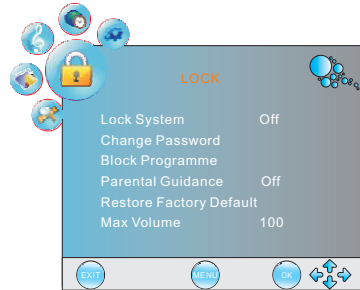 LOCK
Lock System Off
Change Password
Block Programme
Parental Guidance Off
Restore Factory Default
Max Volume 100
EXIT MENU OK